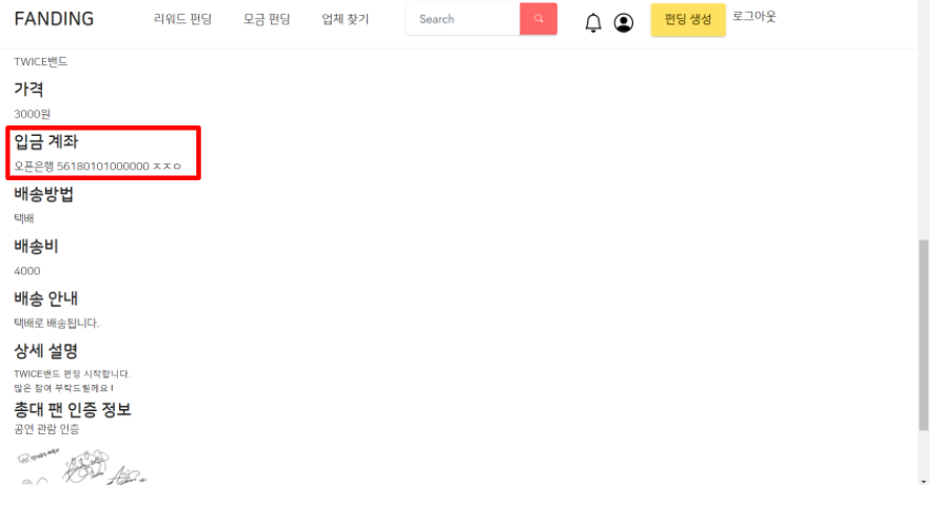 FANDING 리워드 펀딩 모금 펀딩 업체 찾기 Search 펀딩 생성 로그아웃
TWICE밴드
가격
3000원
입금 계좌
오픈은행 56180101000000 ㅈㅈㅇ
배송방법
택배
배송비
4000
배송 안내
택배로 배송됩니다.
상세 설명
TWICE밴드 펀딩 시작합니다.
많은 참여 부탁드릴께요!
총대 팬 인증 정보
공연 관람 인증